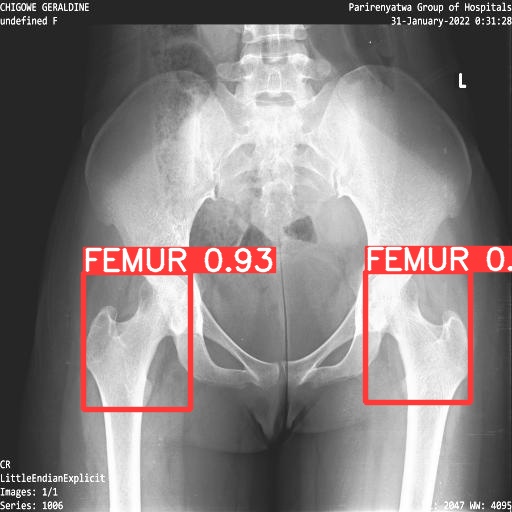 CHIGOWE GERALDINE
undefined F
Parirenyatwa Group of Hospitals
31-January-2022 0:31:28
L
FEMUR 0.93
FEMUR 0.
CR
LittleEndianExplicit
Images: 1/1
Series: 1006
: 2047 WW: 4095